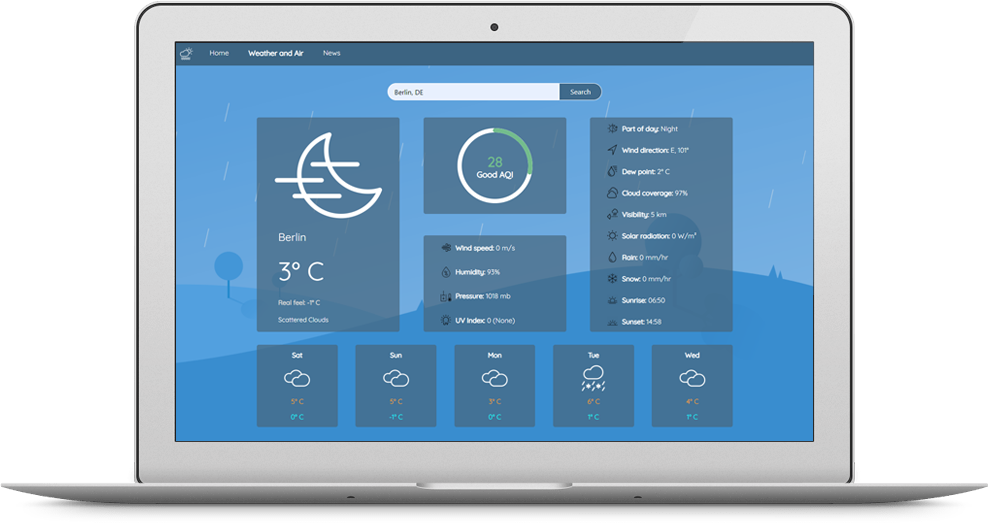 Home Weather and Air News
Berlin, DE Search
Berlin
3° C
Real feel: -1° C
Scattered Clouds
28
Good AQI
Wind speed: 0 m/s
Humidity: 93%
Pressure: 1018 mb
UV Index: 0 (None)
Part of day: Night
Wind direction: E, 101°
Dew point: 2° C
Cloud coverage: 97%
Visibility: 5 km
Solar radiation: 0 W/m²
Rain: 0 mm/hr
Snow: 0 mm/hr
Sunrise: 06:50
Sunset: 14:58
Sat Sun Mon Tue Wed
5° C 5° C 3° C 6° C 4° C
0° C -1° C 0° C 1° C 1° C